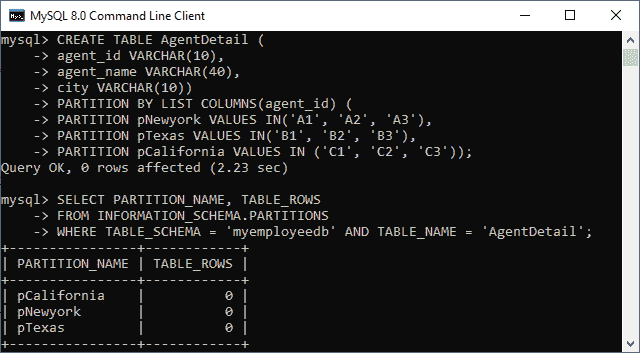 MySQL 8.0 Command Line Client
mysql> CREATE TABLE AgentDetail (
    -> agent_id VARCHAR(10),
    -> agent_name VARCHAR(40),
    -> city VARCHAR(10))
    -> PARTITION BY LIST COLUMNS(agent_id) (
    -> PARTITION pNewyork VALUES IN('A1', 'A2', 'A3'),
    -> PARTITION pTexas VALUES IN('B1', 'B2', 'B3'),
    -> PARTITION pCalifornia VALUES IN ('C1', 'C2', 'C3'));
Query OK, 0 rows affected (2.23 sec)
mysql> SELECT PARTITION_NAME, TABLE_ROWS
    -> FROM INFORMATION_SCHEMA.PARTITIONS
    -> WHERE TABLE_SCHEMA = 'myemployeedb' AND TABLE_NAME = 'AgentDetail';
+----------------+------------+
| PARTITION_NAME | TABLE_ROWS |
+----------------+------------+
| pCalifornia    |          0 |
| pNewyork       |          0 |
| pTexas         |          0 |
+----------------+------------+